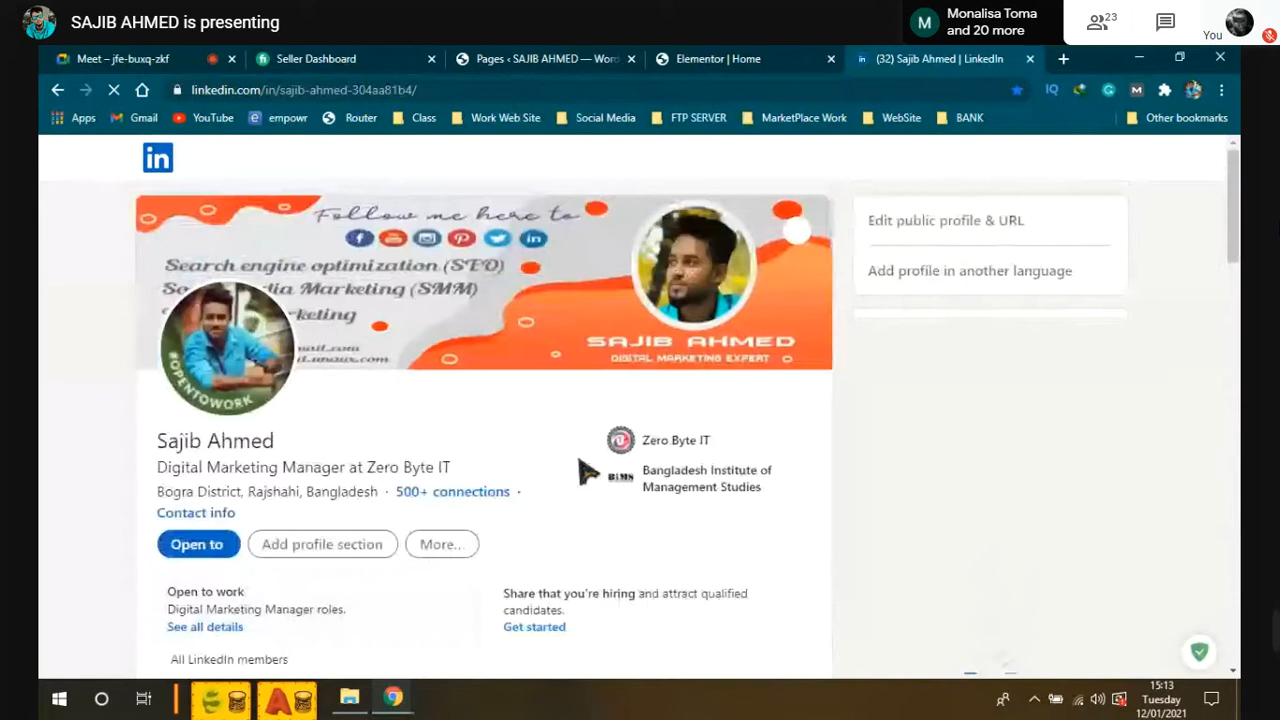 SAJIB AHMED is presenting
M
Monalisa Toma
and 20 more
23
You
Meet – jfe-buxq-zkf
Seller Dashboard
Pages < SAJIB AHMED — Wor
Elementor | Home
(32) Sajib Ahmed | LinkedIn
linkedin.com/in/sajib-ahmed-304aa81b4/
Apps
Gmail
YouTube
empowr
Router
Class
Work Web Site
Social Media
FTP SERVER
MarketPlace Work
WebSite
BANK
Other bookmarks
in
Follow me here to
Search engine optimization (SEO)
Marketing (SMM)
SAJIB AHMED
DIGITAL MARKETING EXPERT
#OPENTOWORK
Edit public profile & URL
Add profile in another language
Sajib Ahmed
Digital Marketing Manager at Zero Byte IT
Bogra District, Rajshahi, Bangladesh · 500+ connections ·
Contact info
Zero Byte IT
BIMS
Bangladesh Institute of
Management Studies
Open to
Add profile section
More...
Open to work
Digital Marketing Manager roles.
See all details
All LinkedIn members
Share that you're hiring and attract qualified
candidates.
Get started
15:13
Tuesday
12/01/2021